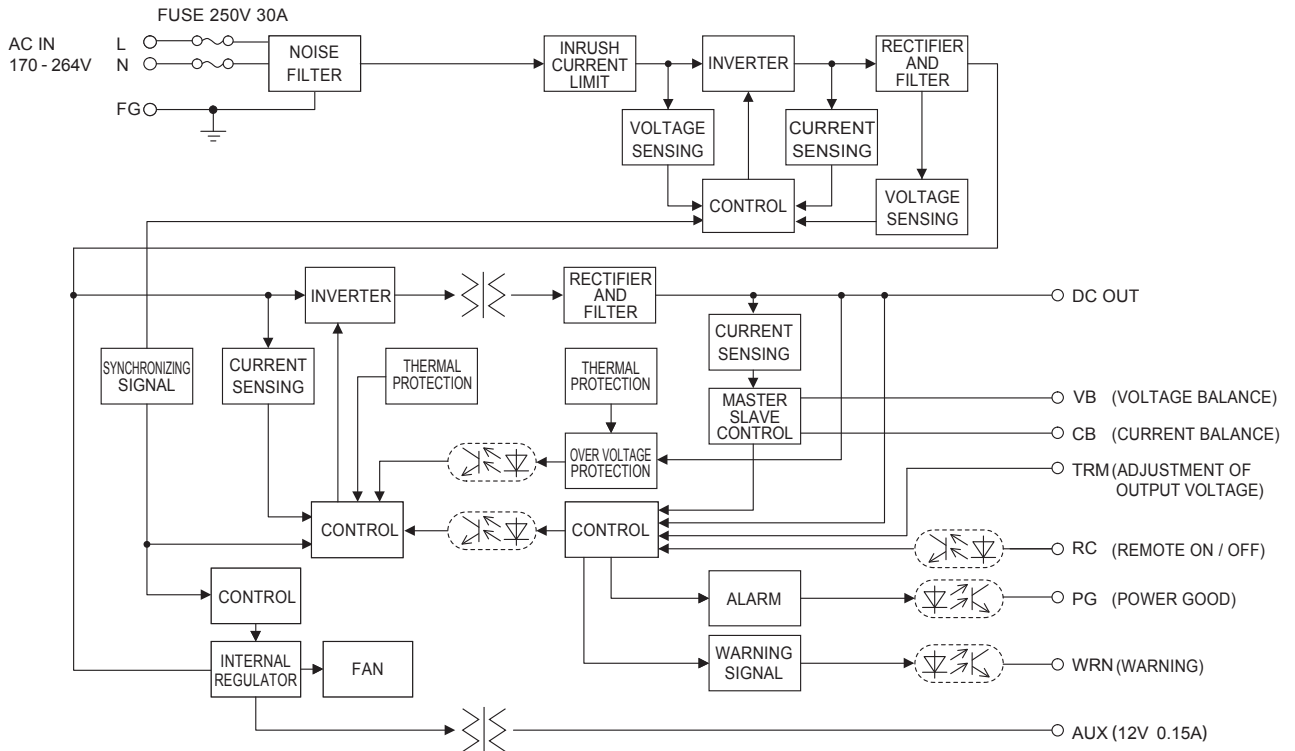 FUSE 250V 30A
AC IN
170 - 264V
L
N
FG
NOISE
FILTER
INRUSH
CURRENT
LIMIT
INVERTER
RECTIFIER
AND
FILTER
VOLTAGE
SENSING
CURRENT
SENSING
CONTROL
VOLTAGE
SENSING
INVERTER
RECTIFIER
AND
FILTER
DC OUT
SYNCHRONIZING
SIGNAL
CURRENT
SENSING
THERMAL
PROTECTION
THERMAL
PROTECTION
CURRENT
SENSING
MASTER
SLAVE
CONTROL
VB (VOLTAGE BALANCE)
CB (CURRENT BALANCE)
OVER VOLTAGE
PROTECTION
TRM (ADJUSTMENT OF
OUTPUT VOLTAGE)
CONTROL
CONTROL
RC (REMOTE ON / OFF)
CONTROL
ALARM
PG (POWER GOOD)
INTERNAL
REGULATOR
FAN
WARNING
SIGNAL
WRN (WARNING)
AUX (12V 0.15A)